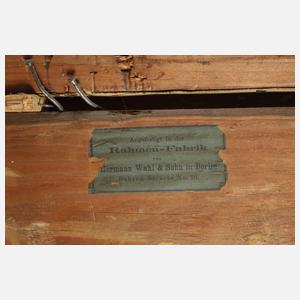 Angefertigt in der
Rahmen-Fabrik
von
Hermann Wahl & Sohn in Berlin